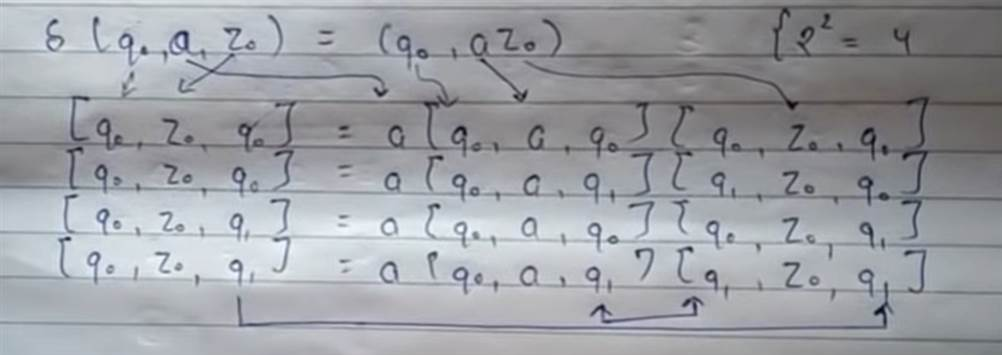 δ (q₀, a, z₀) = (q₀, az₀) {2² = 4
[q₀, z₀, q₀] = a [q₀, a, q₀] [q₀, z₀, q₀]
[q₀, z₀, q₀] = a [q₀, a, q₁] [q₁, z₀, q₀]
[q₀, z₀, q₁] = a [q₀, a, q₀] [q₀, z₀, q₁]
[q₀, z₀, q₁] = a [q₀, a, q₁] [q₁, z₀, q₁]